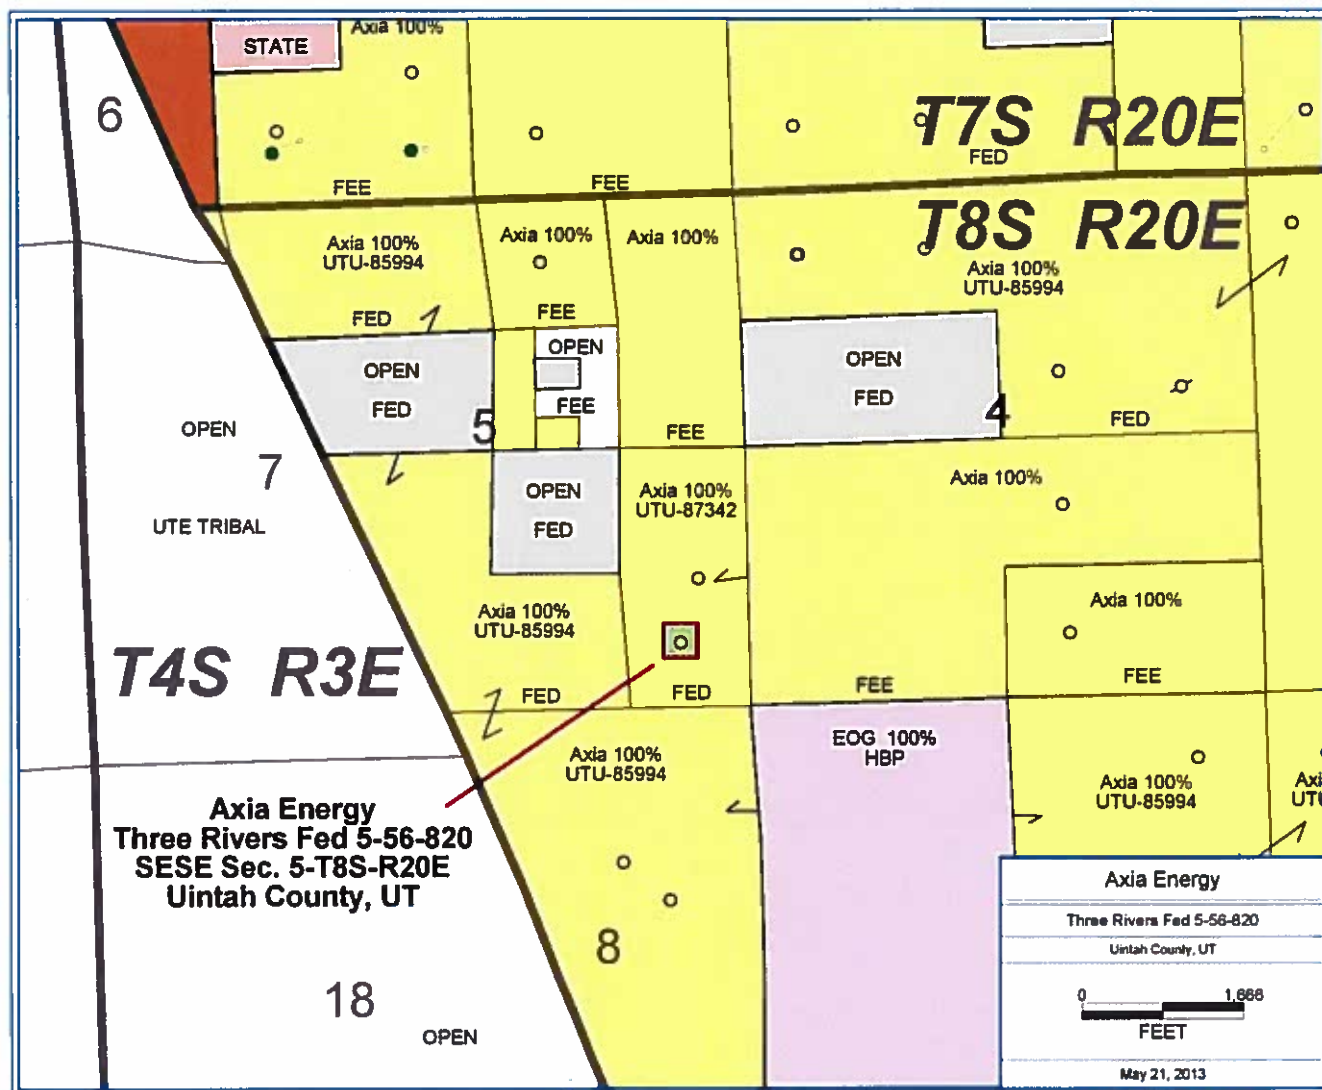 Axia 100%
STATE
6
T7S R20E
FED
FEE
FEE
T8S R20E
Axia 100%
UTU-85994
Axia 100%
Axia 100%
Axia 100%
UTU-85994
FED
FEE
OPEN
FED
OPEN
FEE
OPEN
FED
5
4
FEE
FED
OPEN
7
UTE TRIBAL
OPEN
FED
Axia 100%
UTU-87342
Axia 100%
Axia 100%
UTU-85994
Axia 100%
T4S R3E
FED
FED
FEE
FEE
Axia 100%
UTU-85994
EOG 100%
HBP
Axia 100%
UTU-85994
Axi
UTU
Axia Energy
Three Rivers Fed 5-56-820
SESE Sec. 5-T8S-R20E
Uintah County, UT
8
18
OPEN
Axia Energy
Three Rivers Fed 5-56-820
Uintah County, UT
0 1,666
FEET
May 21, 2013